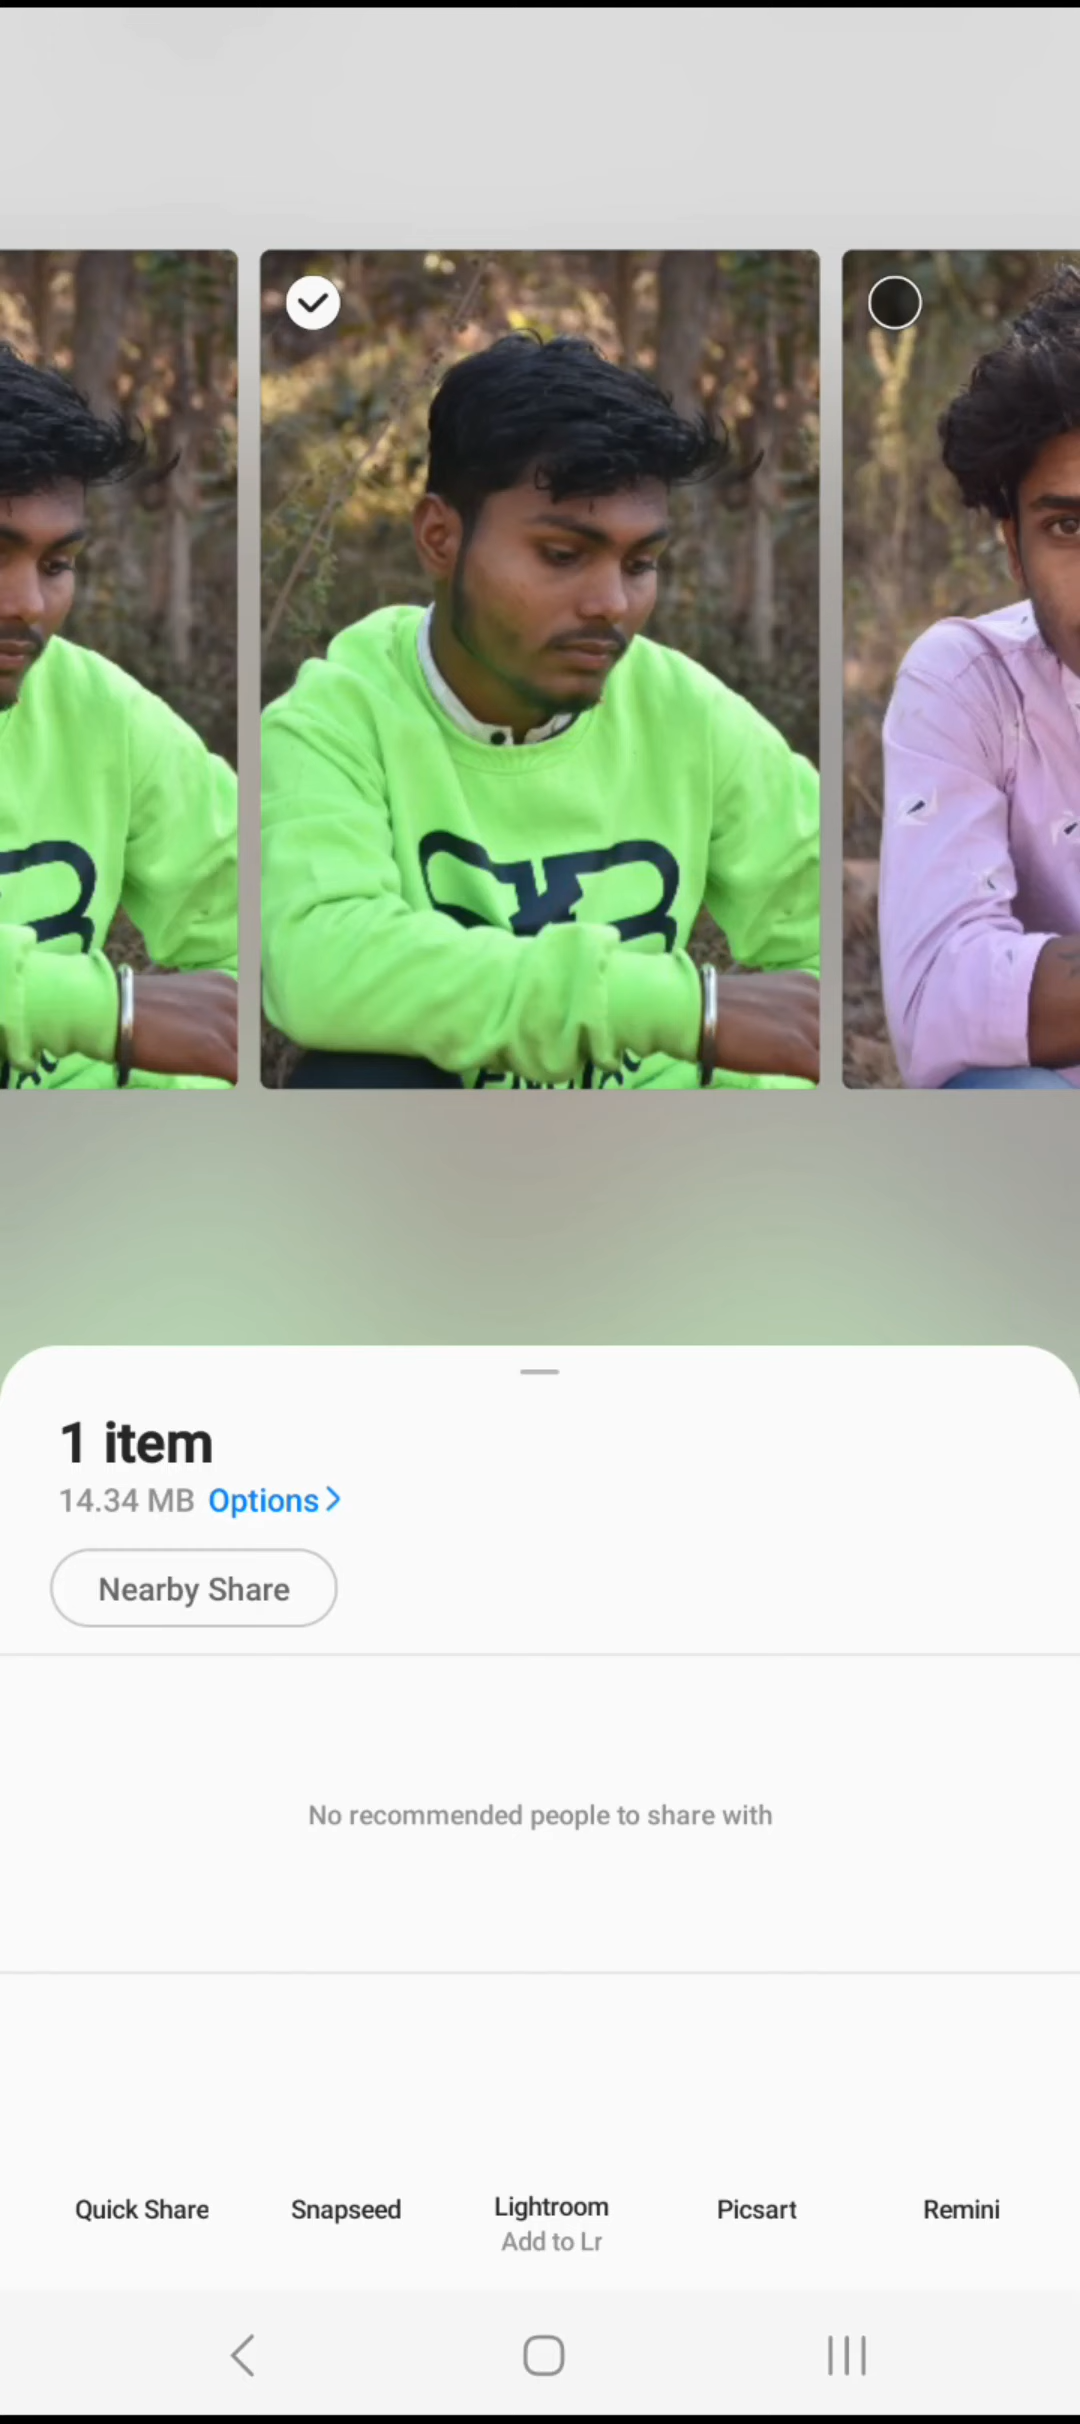 1 item
14.34 MB Options
Nearby Share
No recommended people to share with
Quick Share
Snapseed
Lightroom
Add to Lr
Picsart
Remini